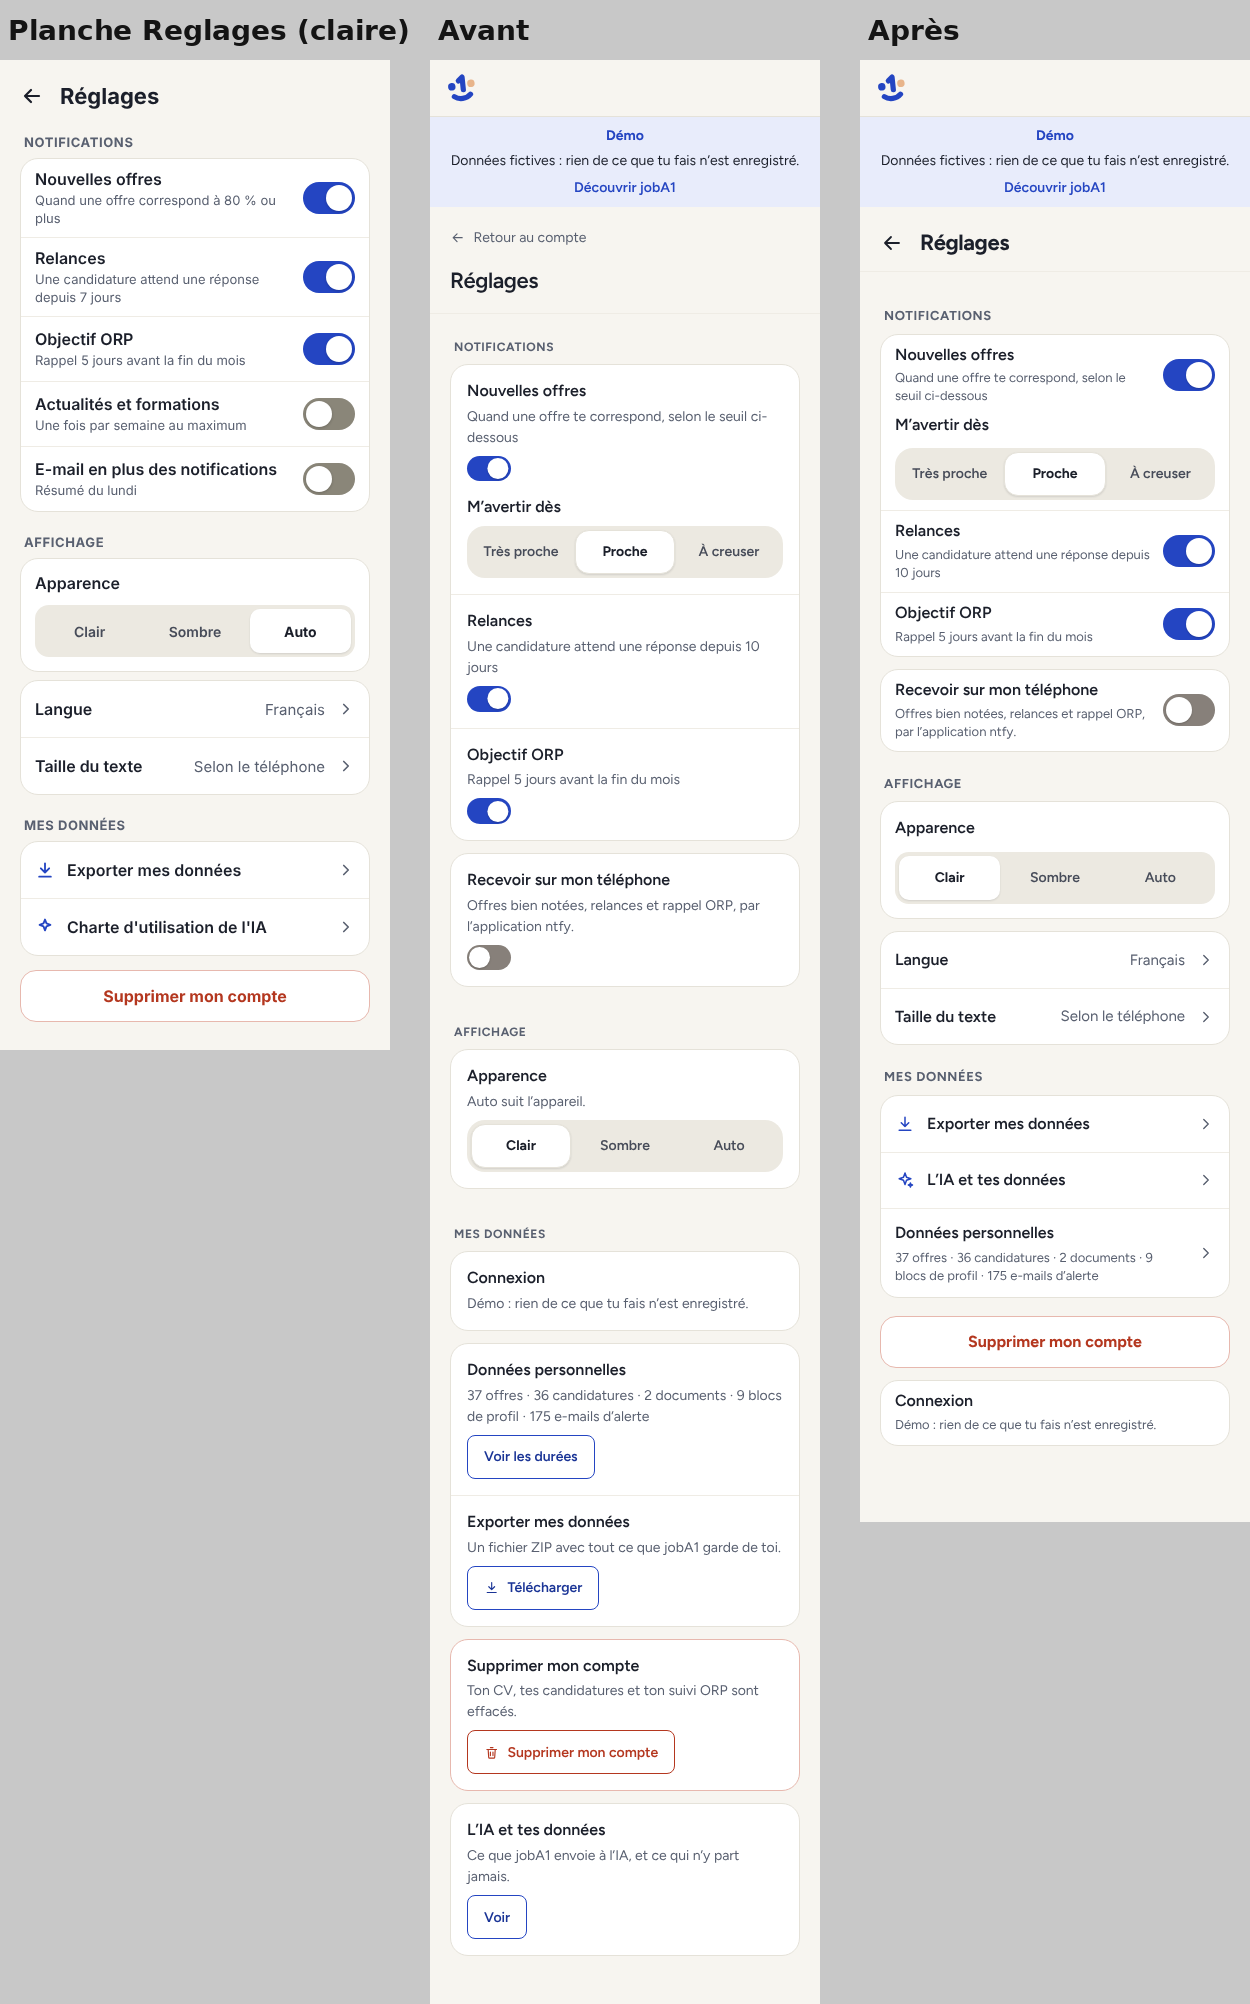 Planche Reglages (claire)
Réglages
NOTIFICATIONS
Nouvelles offres
Quand une offre correspond à 80 % ou
plus
Relances
Une candidature attend une réponse
depuis 7 jours
Objectif ORP
Rappel 5 jours avant la fin du mois
Actualités et formations
Une fois par semaine au maximum
E-mail en plus des notifications
Résumé du lundi
AFFICHAGE
Apparence
Clair Sombre Auto
Langue Français
Taille du texte Selon le téléphone
MES DONNÉES
Exporter mes données
Charte d'utilisation de l'IA
Supprimer mon compte
Avant
Démo
Données fictives : rien de ce que tu fais n’est enregistré.
Découvrir jobA1
Retour au compte
Réglages
NOTIFICATIONS
Nouvelles offres
Quand une offre te correspond, selon le seuil ci-
dessous
M’avertir dès
Très proche Proche À creuser
Relances
Une candidature attend une réponse depuis 10
jours
Objectif ORP
Rappel 5 jours avant la fin du mois
Recevoir sur mon téléphone
Offres bien notées, relances et rappel ORP, par
l’application ntfy.
AFFICHAGE
Apparence
Auto suit l’appareil.
Clair Sombre Auto
MES DONNÉES
Connexion
Démo : rien de ce que tu fais n’est enregistré.
Données personnelles
37 offres · 36 candidatures · 2 documents · 9 blocs
de profil · 175 e-mails d’alerte
Voir les durées
Exporter mes données
Un fichier ZIP avec tout ce que jobA1 garde de toi.
Télécharger
Supprimer mon compte
Ton CV, tes candidatures et ton suivi ORP sont
effacés.
Supprimer mon compte
L’IA et tes données
Ce que jobA1 envoie à l’IA, et ce qui n’y part
jamais.
Voir
Après
Démo
Données fictives : rien de ce que tu fais n’est enregistré.
Découvrir jobA1
Réglages
NOTIFICATIONS
Nouvelles offres
Quand une offre te correspond, selon le
seuil ci-dessous
M’avertir dès
Très proche Proche À creuser
Relances
Une candidature attend une réponse depuis
10 jours
Objectif ORP
Rappel 5 jours avant la fin du mois
Recevoir sur mon téléphone
Offres bien notées, relances et rappel ORP,
par l’application ntfy.
AFFICHAGE
Apparence
Clair Sombre Auto
Langue Français
Taille du texte Selon le téléphone
MES DONNÉES
Exporter mes données
L’IA et tes données
Données personnelles
37 offres · 36 candidatures · 2 documents · 9
blocs de profil · 175 e-mails d’alerte
Supprimer mon compte
Connexion
Démo : rien de ce que tu fais n’est enregistré.